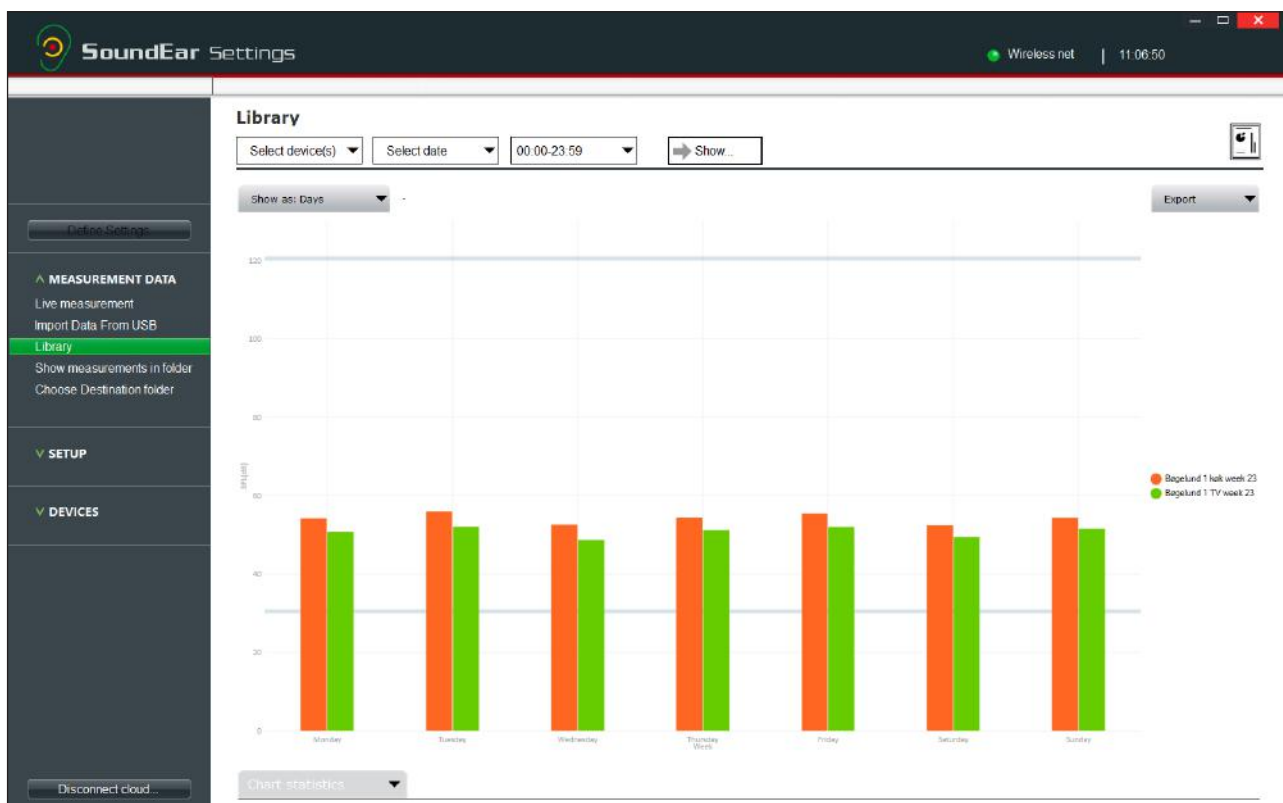 SoundEar Settings
Wireless net | 11:06:50
Library
Select device(s)
Select date
00:00-23:59
Show...
Show as: Days
-
Export
Define Settings
MEASUREMENT DATA
Live measurement
Import Data From USB
Library
Show measurements in folder
Choose Destination folder
SETUP
DEVICES
120
100
80
60
40
20
0
Bøgelund 1 køk week 23
Bøgelund 1 TV week 23
Monday
Tuesday
Wednesday
Thursday
Friday
Saturday
Sunday
Week
Chart statistics
Disconnect cloud...